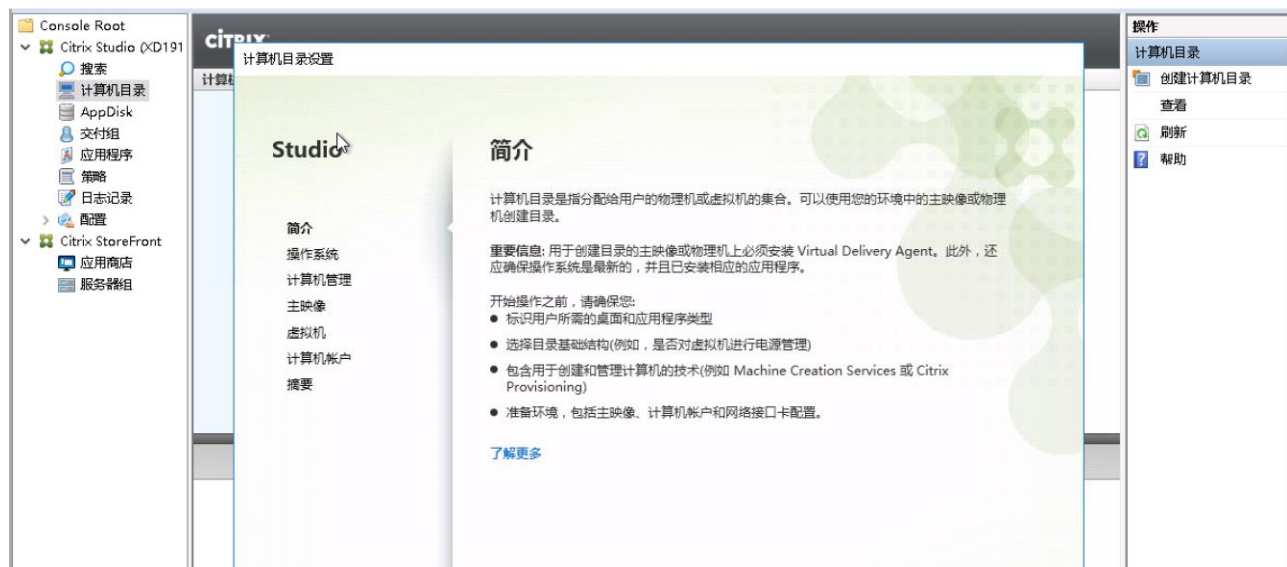 Console Root
Citrix Studio (XD191
搜索
计算机目录
AppDisk
交付组
应用程序
策略
日志记录
配置
Citrix StoreFront
应用商店
服务器组
CITRIX
计算机
计算机目录设置
Studio
简介
操作系统
计算机管理
主映像
虚拟机
计算机帐户
摘要
简介
计算机目录是指分配给用户的物理机或虚拟机的集合。可以使用您的环境中的主映像或物理
机创建目录。
重要信息: 用于创建目录的主映像或物理机上必须安装 Virtual Delivery Agent。此外，还
应确保操作系统是最新的，并且已安装相应的应用程序。
开始操作之前，请确保您:
● 标识用户所需的桌面和应用程序类型
● 选择目录基础结构(例如，是否对虚拟机进行电源管理)
● 包含用于创建和管理计算机的技术(例如 Machine Creation Services 或 Citrix
Provisioning)
● 准备环境，包括主映像、计算机帐户和网络接口卡配置。
了解更多
操作
计算机目录
创建计算机目录
查看
刷新
帮助